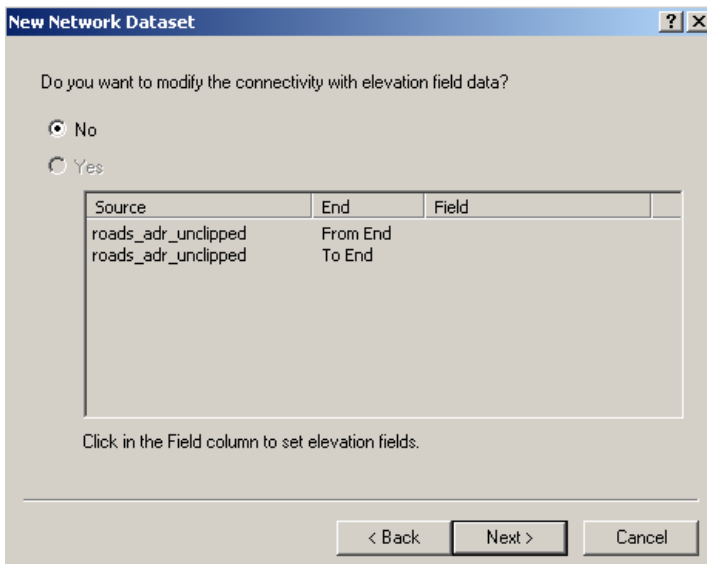 New Network Dataset
Do you want to modify the connectivity with elevation field data?
No
Yes
Source End Field
roads_adr_unclipped From End
roads_adr_unclipped To End
Click in the Field column to set elevation fields.
< Back Next > Cancel